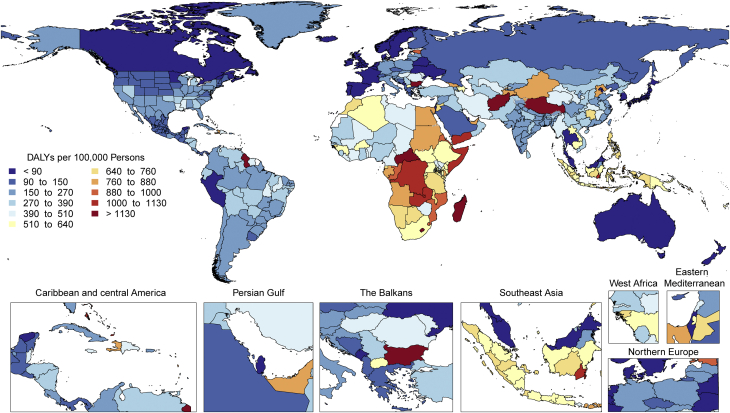 DALYs per 100,000 Persons
< 90
90 to 150
150 to 270
270 to 390
390 to 510
510 to 640
640 to 760
760 to 880
880 to 1000
1000 to 1130
> 1130
Caribbean and central America
Persian Gulf
The Balkans
Southeast Asia
West Africa
Eastern
Mediterranean
Northern Europe